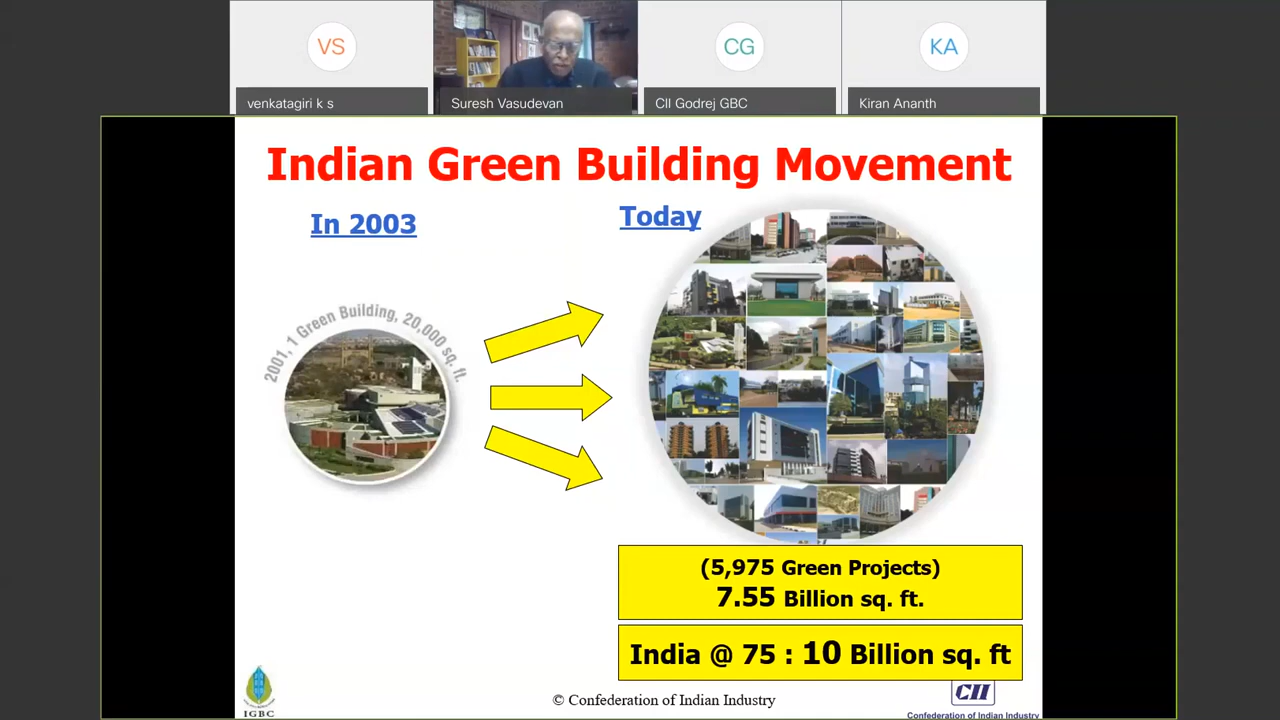 VS
CG
KA
venkatagiri k s
Suresh Vasudevan
CII Godrej GBC
Kiran Ananth
Indian Green Building Movement
In 2003
Today
2001, 1 Green Building, 20,000 sq. ft.
(5,975 Green Projects)
7.55 Billion sq. ft.
India @ 75 : 10 Billion sq. ft
IGBC
© Confederation of Indian Industry
CII
Confederation of Indian Industry